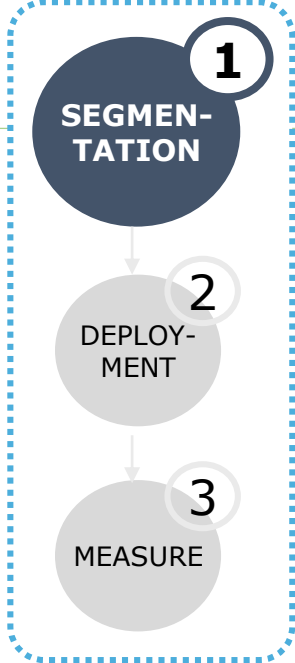 1
SEGMEN-
TATION
2
DEPLOY-
MENT
3
MEASURE